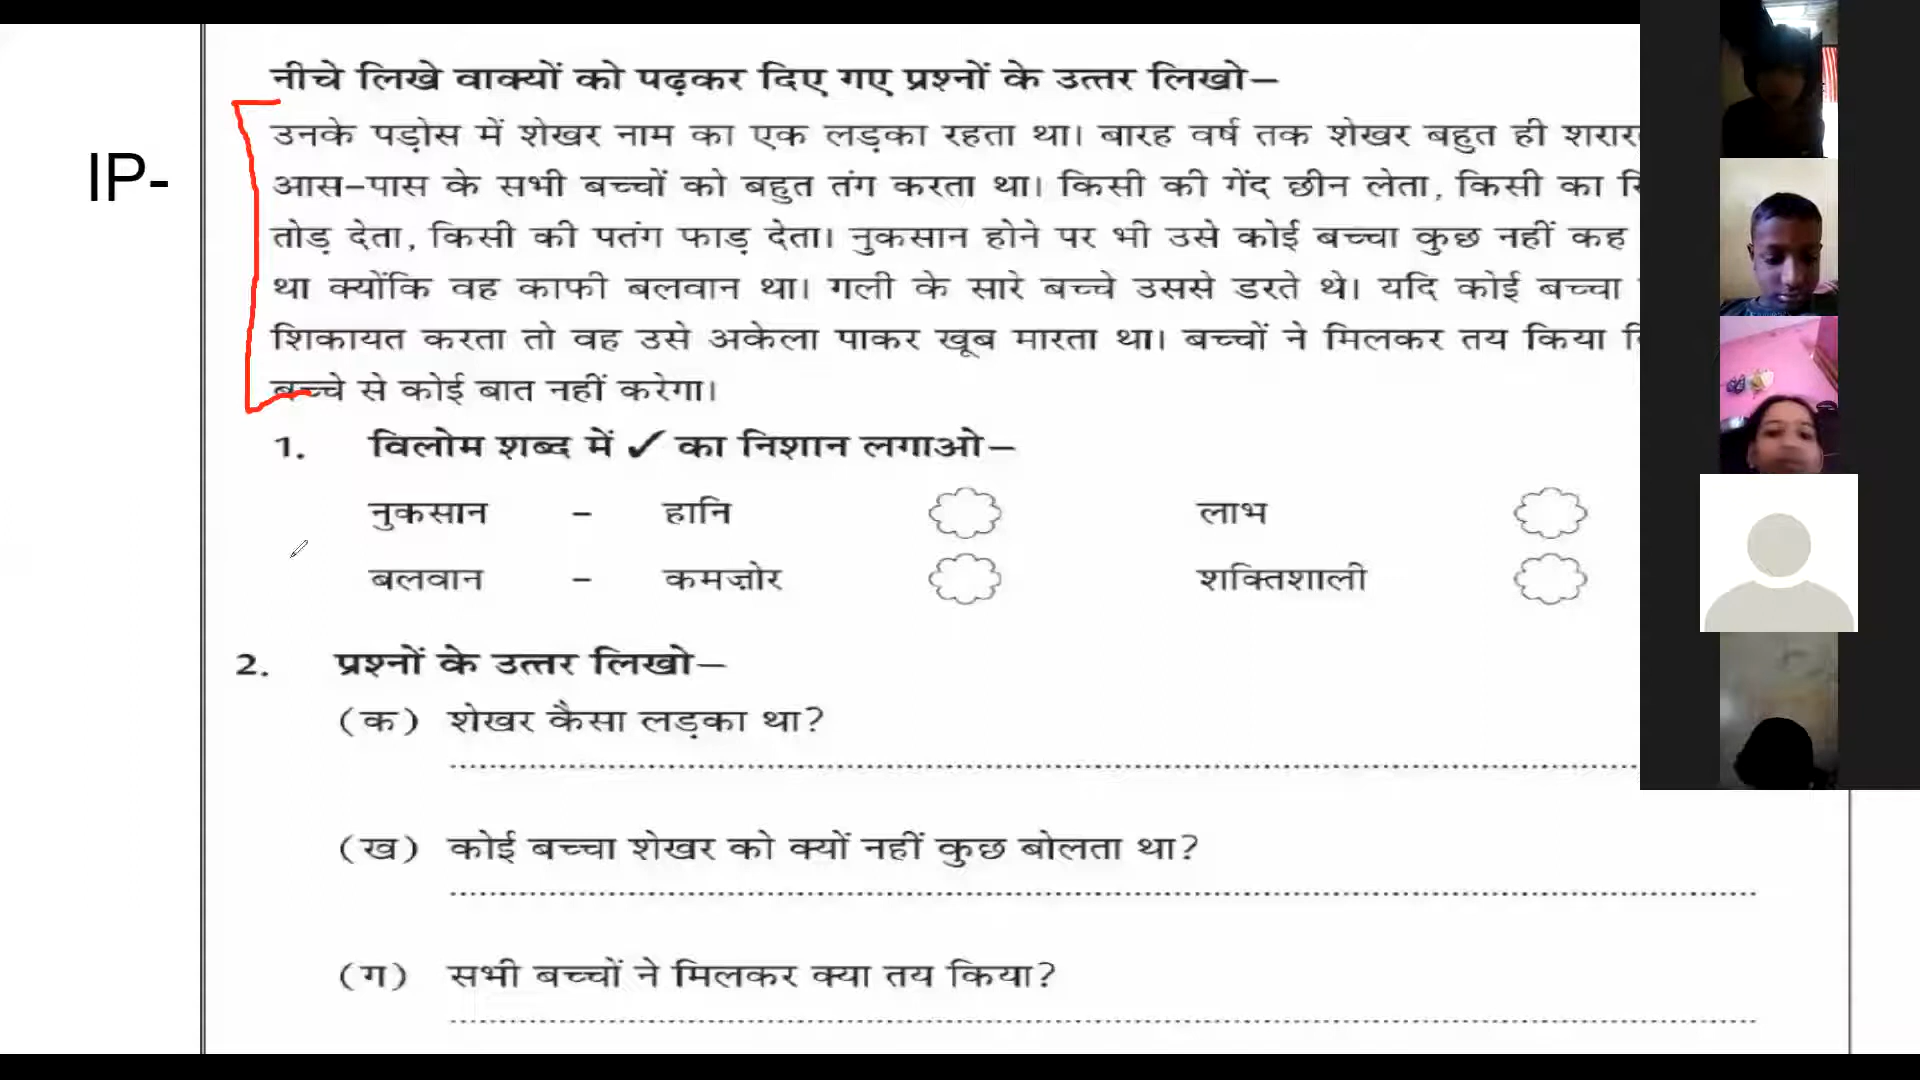 नीचे लिखे वाक्यों को पढ़कर दिए गए प्रश्नों के उत्तर लिखो–
उनके पड़ोस में शेखर नाम का एक लड़का रहता था। बारह वर्ष तक शेखर बहुत ही
IP-
आस-पास के सभी बच्चों को बहुत तंग करता था। किसी की गेंद छीन लेता, किसी का
तोड़ देता, किसी की पतंग फाड़ देता। नुकसान होने पर भी उसे कोई बच्चा कुछ नहीं कह
था क्योंकि वह काफी बलवान था। गली के सारे बच्चे उससे डरते थे। यदि कोई बच्चा
शिकायत करता तो वह उसे अकेला पाकर खूब मारता था। बच्चों ने मिलकर तय किया
बच्चे से कोई बात नहीं करेगा।
1. विलोम शब्द में ✓ का निशान लगाओ–
नुकसान – हानि लाभ
बलवान – कमज़ोर शक्तिशाली
2. प्रश्नों के उत्तर लिखो–
(क) शेखर कैसा लड़का था?
(ख) कोई बच्चा शेखर को क्यों नहीं कुछ बोलता था?
(ग) सभी बच्चों ने मिलकर क्या तय किया?